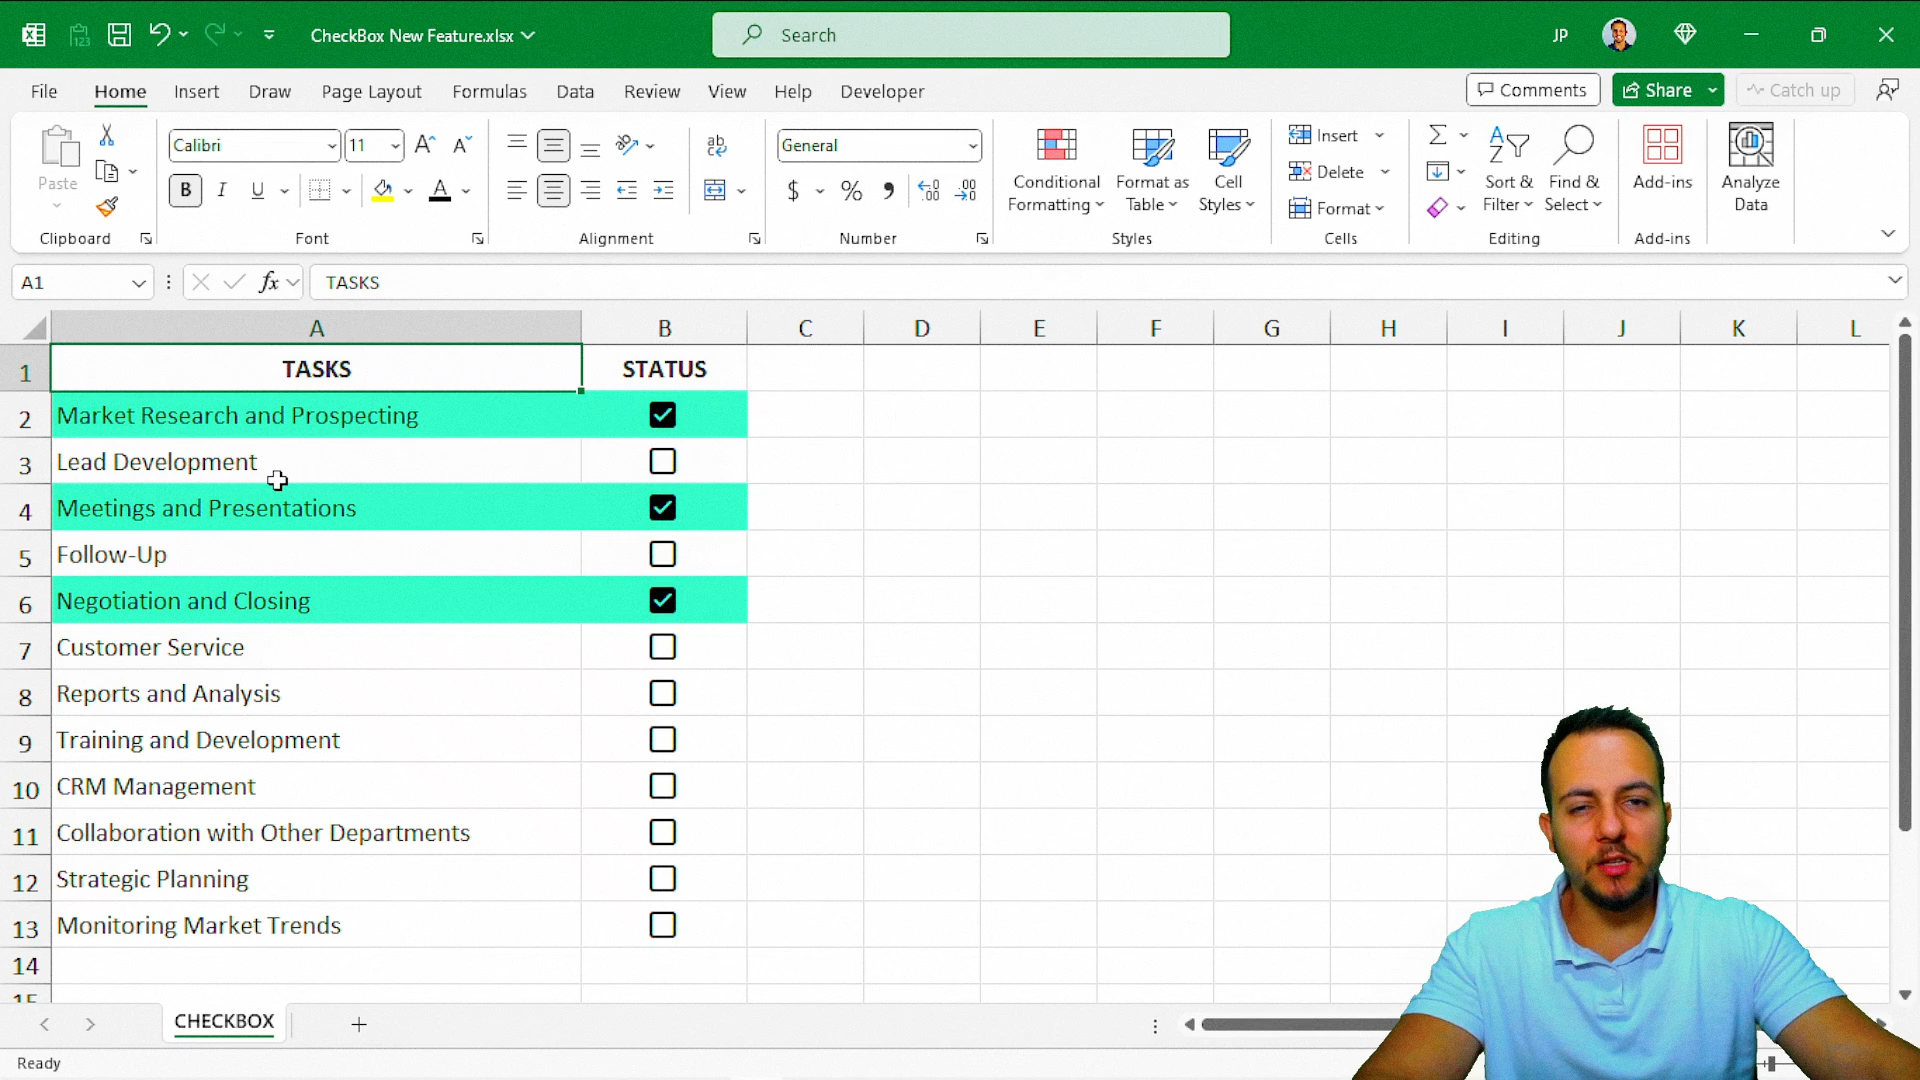 CheckBox New Feature.xlsx
Search
JP
File Home Insert Draw Page Layout Formulas Data Review View Help Developer
Comments Share Catch up
Paste
Calibri 11
B I U A
ab
General
$ % 9
Conditional Formatting
Format as Table
Cell Styles
Insert
Delete
Format
Sort & Filter
Find & Select
Add-ins
Analyze Data
Clipboard Font Alignment Number Styles Cells Editing Add-ins
A1 fx TASKS
A B C D E F G H I J K L
1 TASKS STATUS
2 Market Research and Prospecting
3 Lead Development
4 Meetings and Presentations
5 Follow-Up
6 Negotiation and Closing
7 Customer Service
8 Reports and Analysis
9 Training and Development
10 CRM Management
11 Collaboration with Other Departments
12 Strategic Planning
13 Monitoring Market Trends
14
15
CHECKBOX
Ready